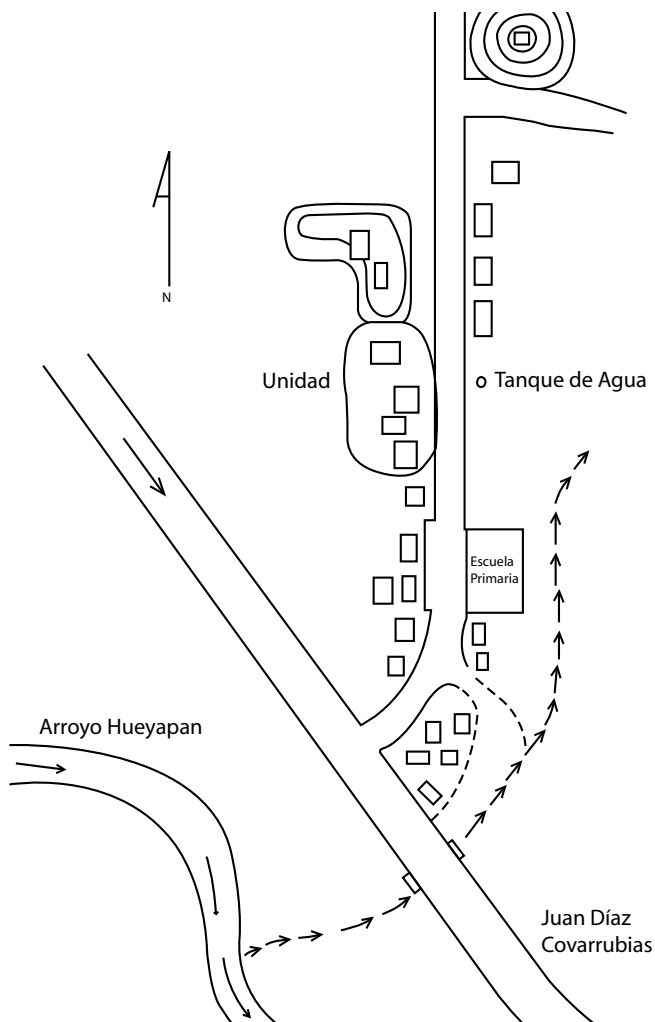 N
Unidad
Tanque de Agua
Escuela
Primaria
Arroyo Hueyapan
Juan Díaz
Covarrubias